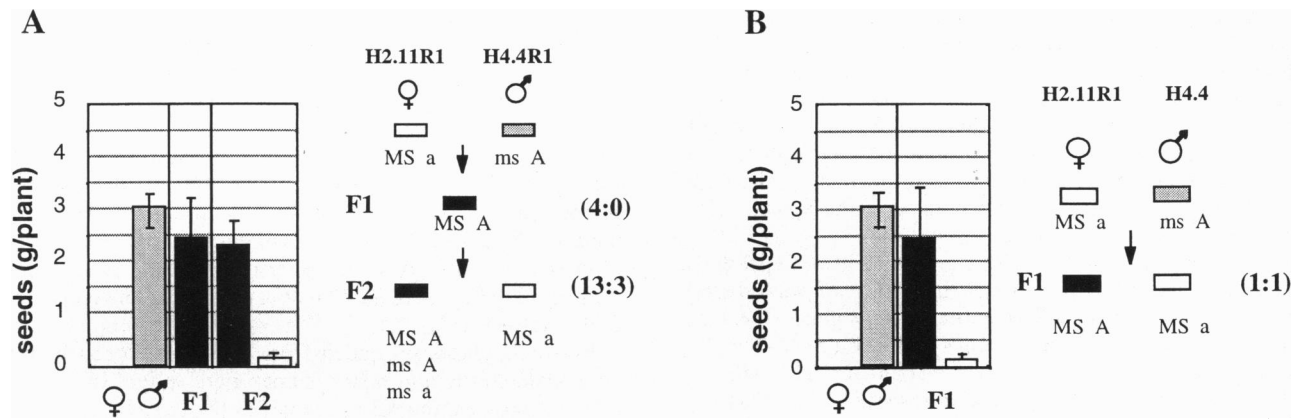 A
H2.11R1 H4.4R1
♀ ♂
MS a ms A
F1 MS A (4:0)
F2 (13:3)
MS A MS a
ms A
ms a
seeds (g/plant)
5
4
3
2
1
0
♀ ♂ F1 F2
B
H2.11R1 H4.4
♀ ♂
MS a ms A
F1 (1:1)
MS A MS a
seeds (g/plant)
5
4
3
2
1
0
♀ ♂ F1